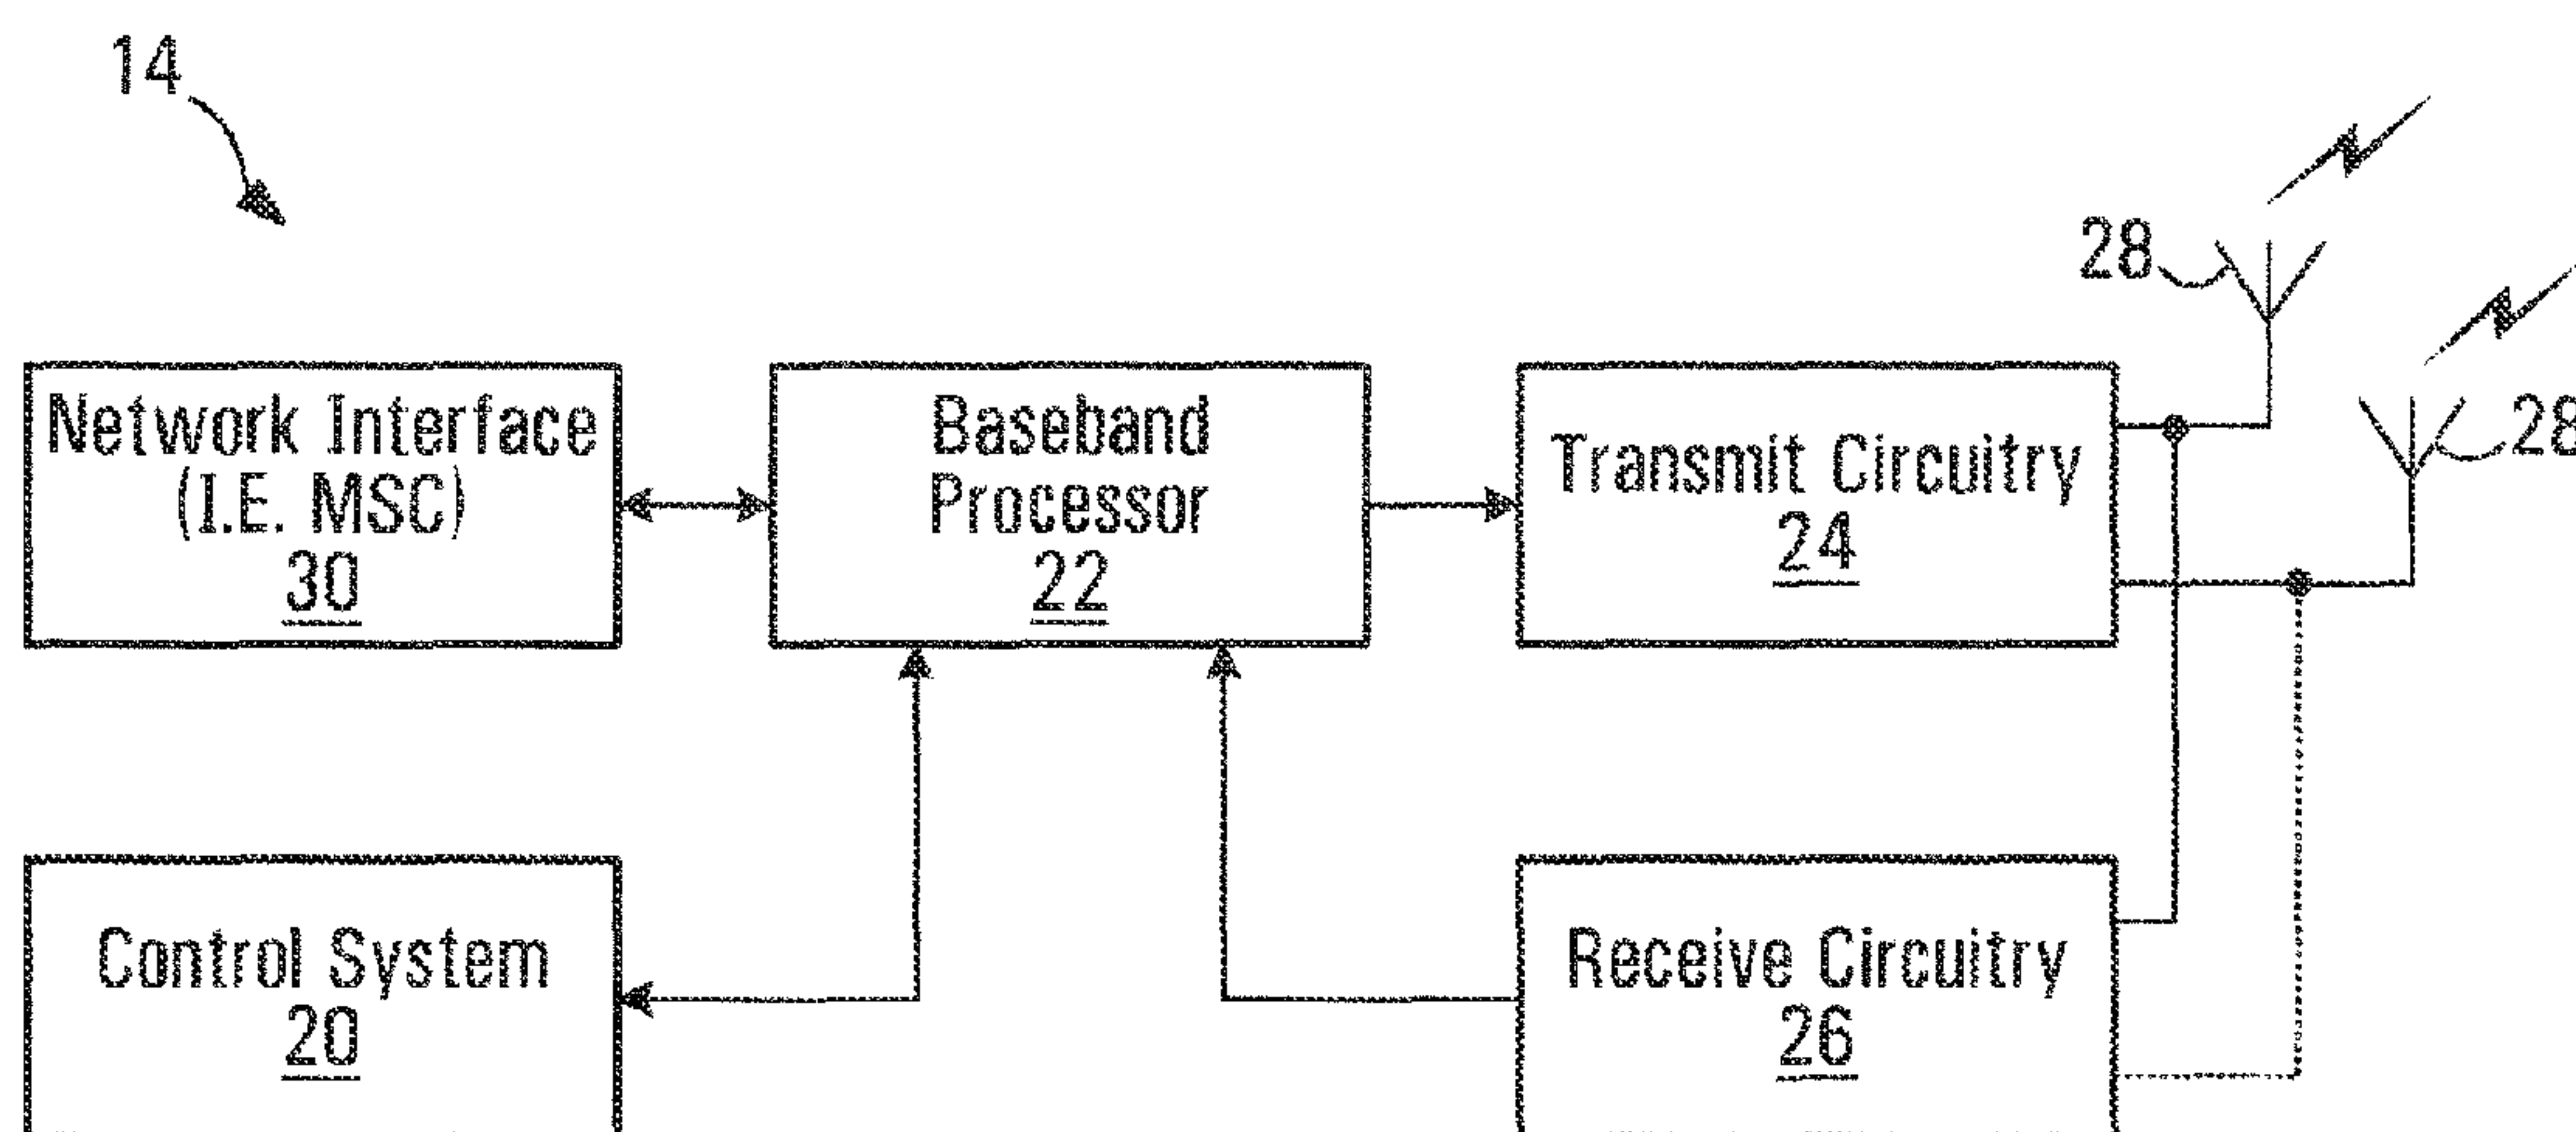 14
28
28
Network Interface
(I.E. MSC)
30
Baseband
Processor
22
Transmit Circuitry
24
Control System
20
Receive Circuitry
26